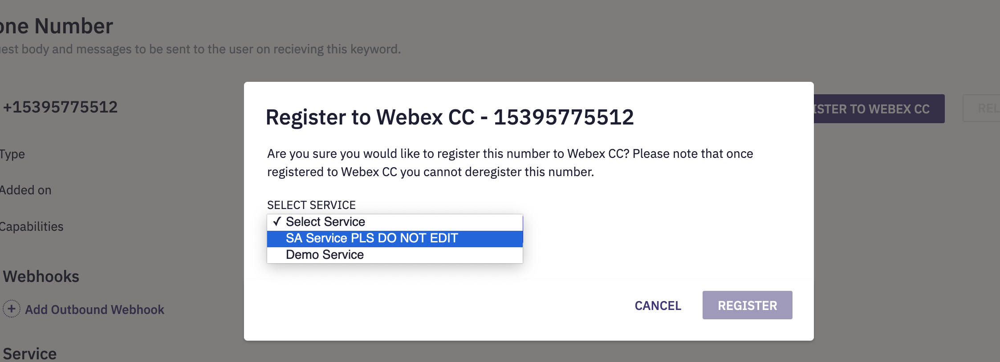 one Number
uest body and messages to be sent to the user on recieving this keyword.
+15395775512
ISTER TO WEBEX CC
REL
Type
Added on
Capabilities
Webhooks
Add Outbound Webhook
Service
Register to Webex CC - 15395775512
Are you sure you would like to register this number to Webex CC? Please note that once
registered to Webex CC you cannot deregister this number.
SELECT SERVICE
✓ Select Service
SA Service PLS DO NOT EDIT
Demo Service
CANCEL
REGISTER